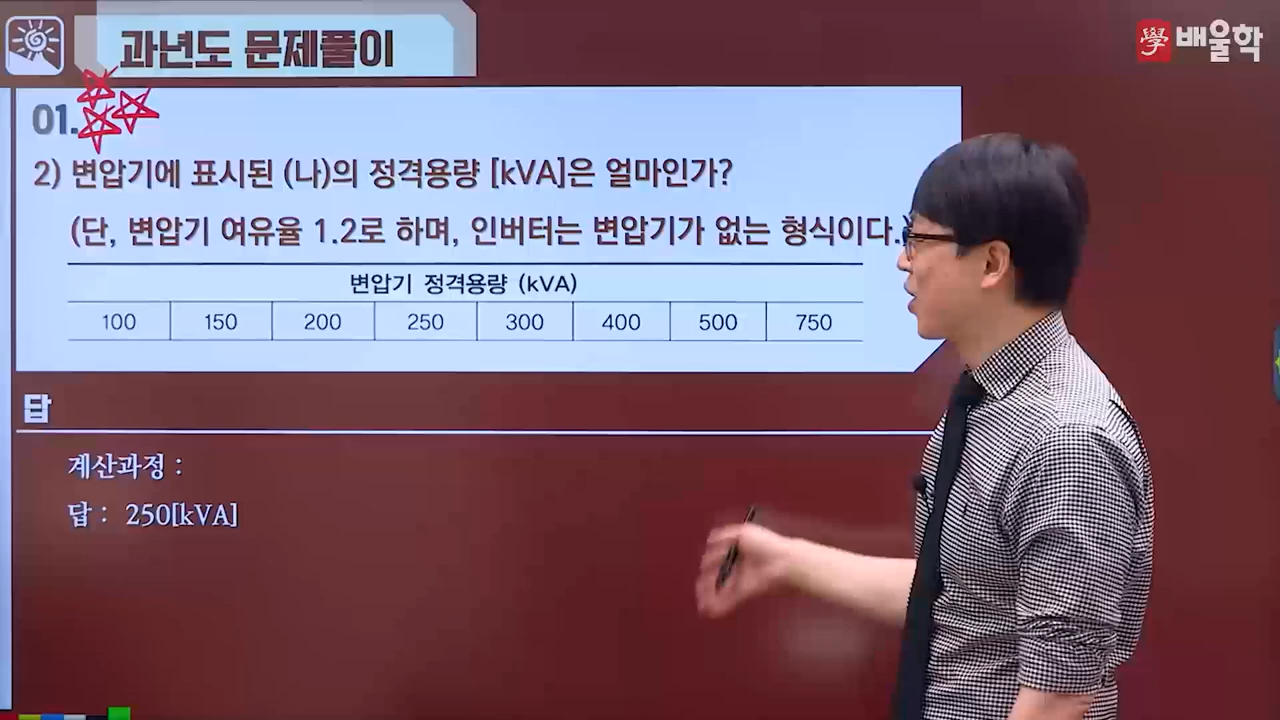 과년도 문제풀이
學 배울학
01.
2) 변압기에 표시된 (나)의 정격용량 [kVA]은 얼마인가?
(단, 변압기 여유율 1.2로 하며, 인버터는 변압기가 없는 형식이다.)
변압기 정격용량 (kVA)
100 150 200 250 300 400 500 750
답
계산과정 :
답 : 250[kVA]